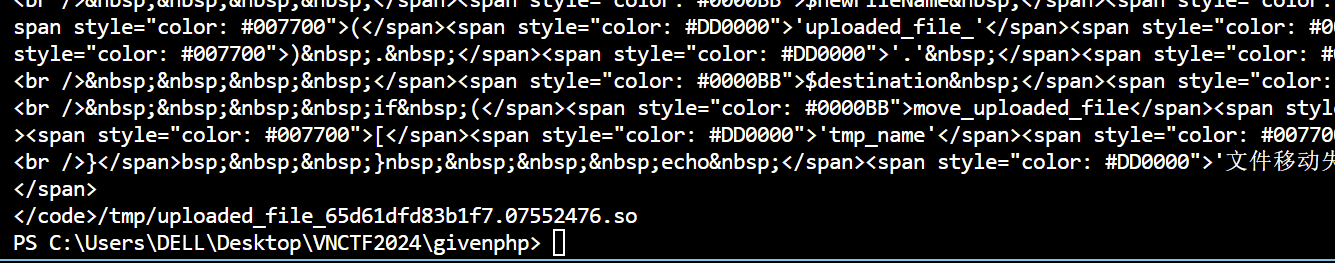 <br />&nbsp;&nbsp;&nbsp;&nbsp;</span><span style="color: #0000BB">$newFileName&nbsp;</span><span style="color:
span style="color: #007700">(</span><span style="color: #DD0000">'uploaded_file_'</span><span style="color: #00
style="color: #007700">)&nbsp;.&nbsp;</span><span style="color: #DD0000">'.'&nbsp;</span><span style="color: #
<br />&nbsp;&nbsp;&nbsp;&nbsp;</span><span style="color: #0000BB">$destination&nbsp;</span><span style="color:
<br />&nbsp;&nbsp;&nbsp;&nbsp;if&nbsp;(</span><span style="color: #0000BB">move_uploaded_file</span><span style
><span style="color: #007700">[</span><span style="color: #DD0000">'tmp_name'</span><span style="color: #007700
<br />}</span>bsp;&nbsp;&nbsp;}nbsp;&nbsp;&nbsp;&nbsp;echo&nbsp;</span><span style="color: #DD0000">'文件移动失
</span>
</code>/tmp/uploaded_file_65d61dfd83b1f7.07552476.so
PS C:\Users\DELL\Desktop\VNCTF2024\givenphp>